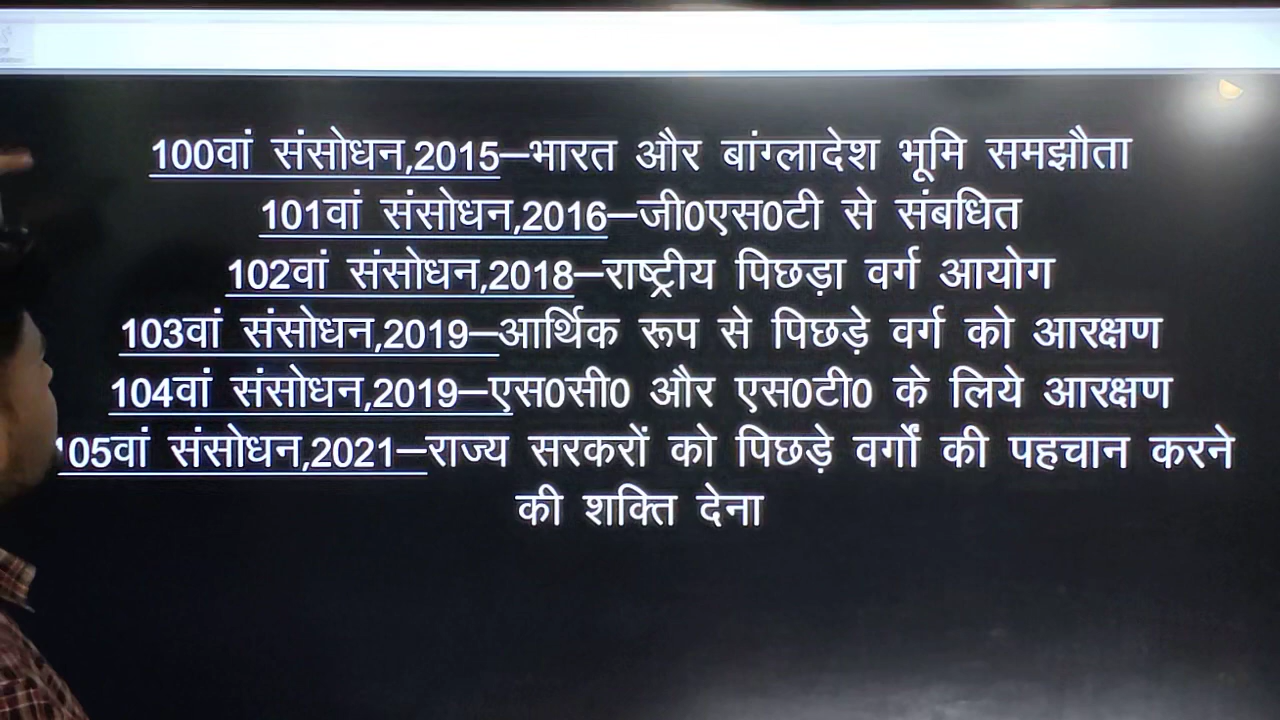 100वां संसोधन,2015–भारत और बांग्लादेश भूमि समझौता
101वां संसोधन,2016–जी0एस0टी से संबधित
102वां संसोधन,2018–राष्ट्रीय पिछड़ा वर्ग आयोग
103वां संसोधन,2019–आर्थिक रूप से पिछड़े वर्ग को आरक्षण
104वां संसोधन,2019–एस0सी0 और एस0टी0 के लिये आरक्षण
105वां संसोधन,2021–राज्य सरकरों को पिछड़े वर्गों की पहचान करने
की शक्ति देना